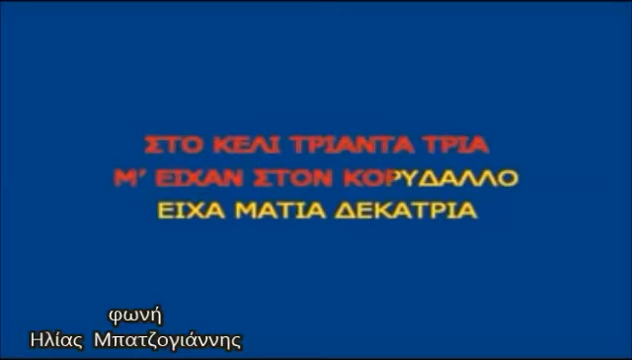 ΣΤΟ ΚΕΛΙ ΤΡΙΑΝΤΑ ΤΡΙΑ
Μ' ΕΙΧΑΝ ΣΤΟΝ ΚΟΡΥΔΑΛΛΟ
ΕΙΧΑ ΜΑΤΙΑ ΔΕΚΑΤΡΙΑ
φωνή
Ηλίας Μπατζογιάννης